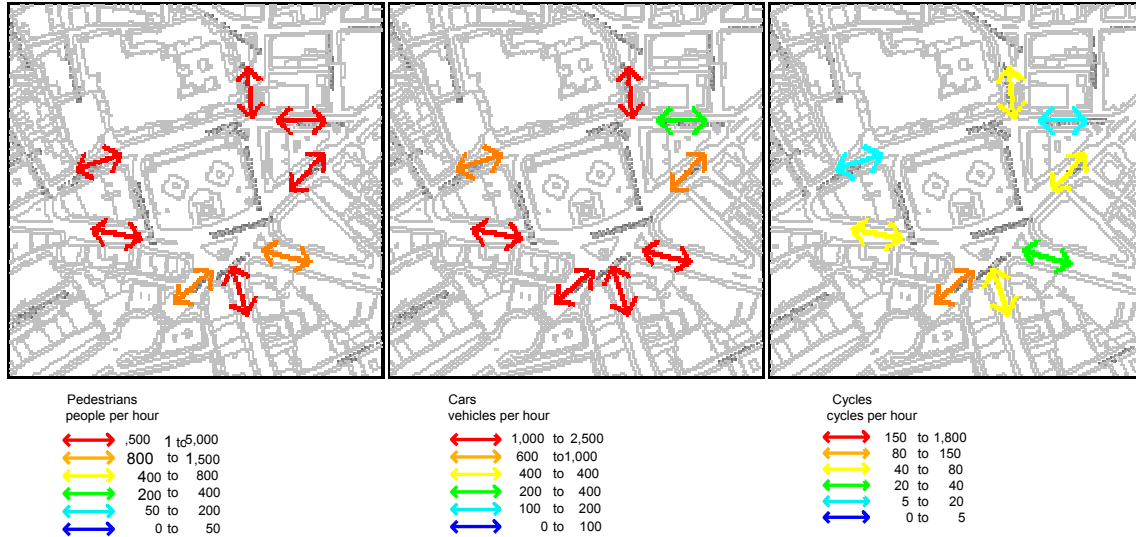 Pedestrians
people per hour
,500 1 to 5,000
800 to 1,500
400 to 800
200 to 400
50 to 200
0 to 50
Cars
vehicles per hour
1,000 to 2,500
600 to 1,000
400 to 400
200 to 400
100 to 200
0 to 100
Cycles
cycles per hour
150 to 1,800
80 to 150
40 to 80
20 to 40
5 to 20
0 to 5